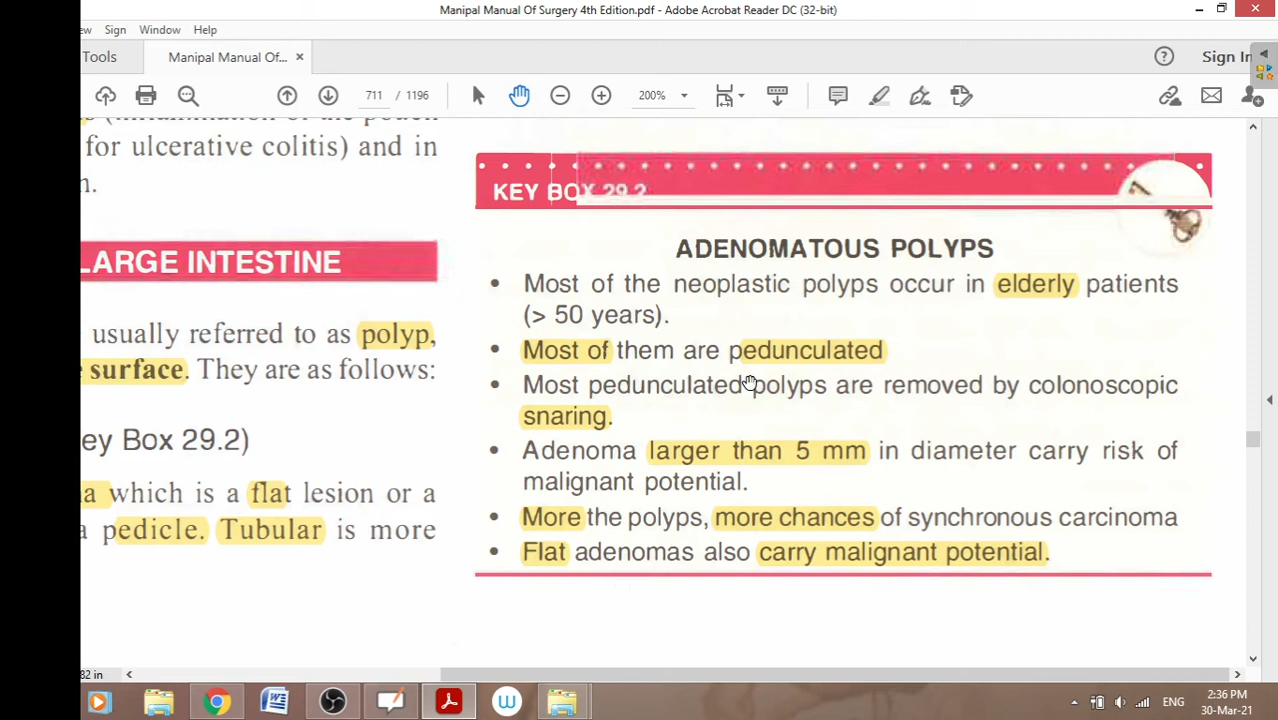 Manipal Manual Of Surgery 4th Edition.pdf - Adobe Acrobat Reader DC (32-bit)
Sign Window Help
Tools Manipal Manual Of... × Sign In
711 / 1196 200%
for ulcerative colitis) and in
LARGE INTESTINE
usually referred to as polyp,
surface. They are as follows:
ey Box 29.2)
which is a flat lesion or a
a pedicle. Tubular is more
KEY BOX 29.2
ADENOMATOUS POLYPS
• Most of the neoplastic polyps occur in elderly patients
(> 50 years).
• Most of them are pedunculated
• Most pedunculated polyps are removed by colonoscopic
snaring.
• Adenoma larger than 5 mm in diameter carry risk of
malignant potential.
• More the polyps, more chances of synchronous carcinoma
• Flat adenomas also carry malignant potential.
82 in
ENG
2:36 PM
30-Mar-21